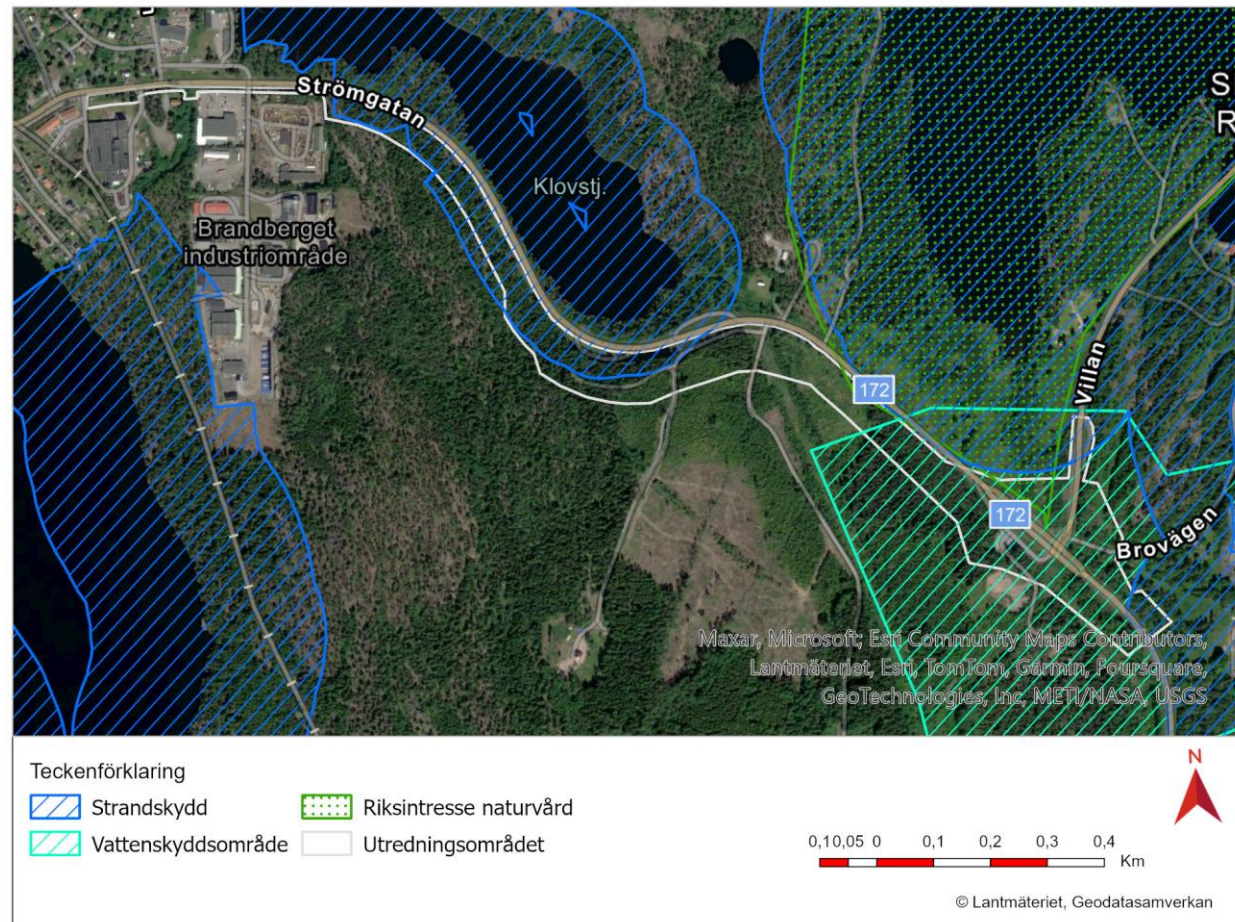 S
R
Strömgatan
Klovstj.
Brandberget
industriområde
Villan
172
172
Brovägen
Maxar, Microsoft; Esri Community Maps Contributors,
Lantmäteriet, Esri, TomTom, Garmin, Foursquare,
GeoTechnologies, Inc, METI/NASA, USGS
Teckenförklaring
Strandskydd
Riksintresse naturvård
Vattenskyddsområde
Utredningsområdet
N
0,10,05 0 0,1 0,2 0,3 0,4
Km
© Lantmäteriet, Geodatasamverkan